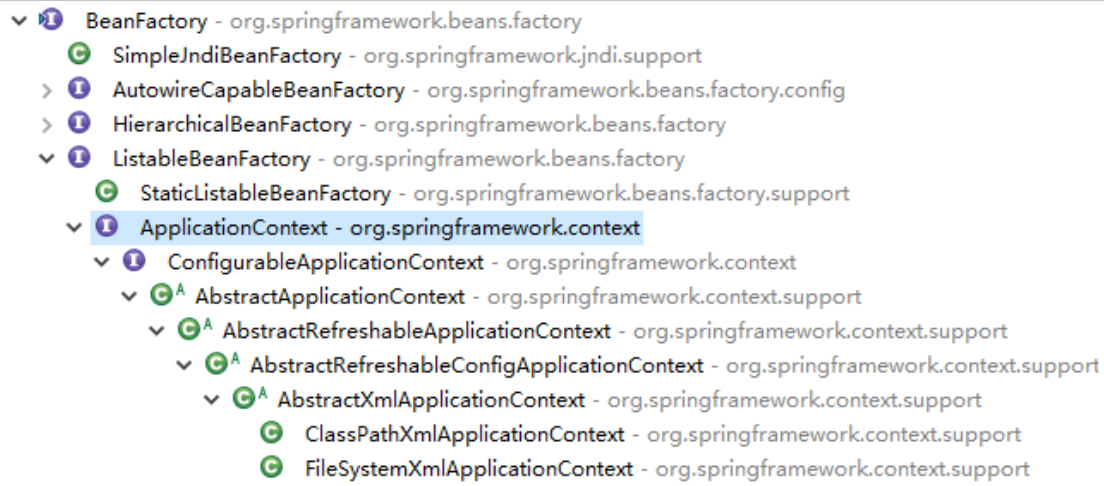 BeanFactory - org.springframework.beans.factory
SimpleJndiBeanFactory - org.springframework.jndi.support
AutowireCapableBeanFactory - org.springframework.beans.factory.config
HierarchicalBeanFactory - org.springframework.beans.factory
ListableBeanFactory - org.springframework.beans.factory
StaticListableBeanFactory - org.springframework.beans.factory.support
ApplicationContext - org.springframework.context
ConfigurableApplicationContext - org.springframework.context
AbstractApplicationContext - org.springframework.context.support
AbstractRefreshableApplicationContext - org.springframework.context.support
AbstractRefreshableConfigApplicationContext - org.springframework.context.support
AbstractXmlApplicationContext - org.springframework.context.support
ClassPathXmlApplicationContext - org.springframework.context.support
FileSystemXmlApplicationContext - org.springframework.context.support